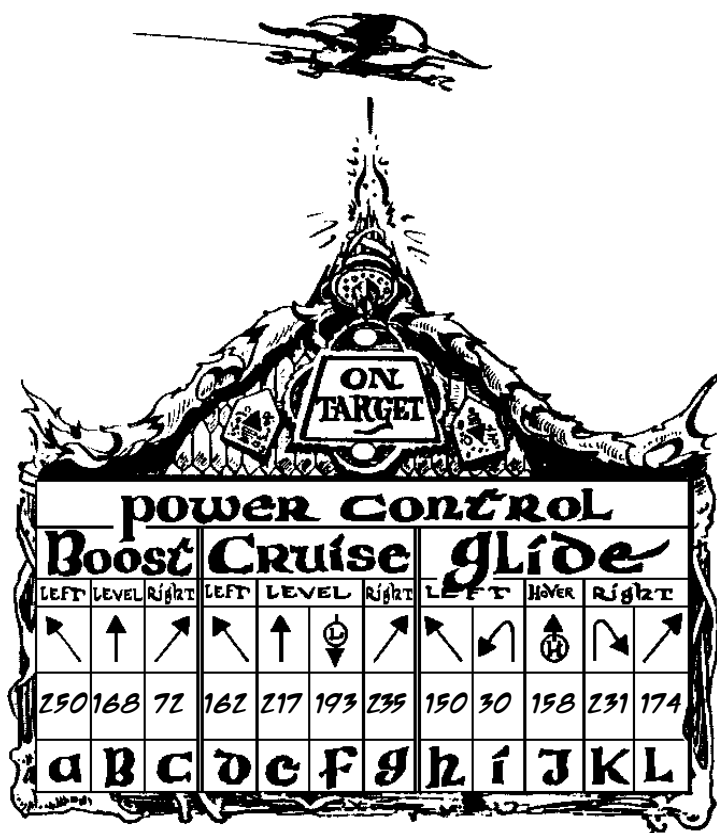 ON
TARGET
POWER CONTROL
Boost CRuise glide
LEFT LEVEL Right LEFT LEVEL Right LEFT HOVER Right
L H
250 168 72 162 217 193 235 150 30 158 231 174
a B C d e F g h i J K L